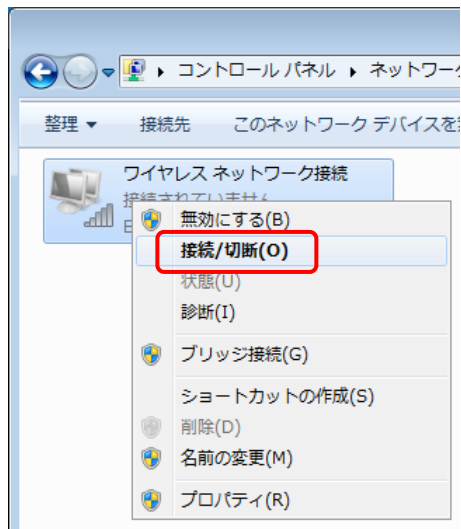 コントロール パネル ネットワーク
整理 接続先 このネットワーク デバイスを
ワイヤレス ネットワーク接続
接続されていません
無効にする(B)
接続/切断(O)
状態(U)
診断(I)
ブリッジ接続(G)
ショートカットの作成(S)
削除(D)
名前の変更(M)
プロパティ(R)